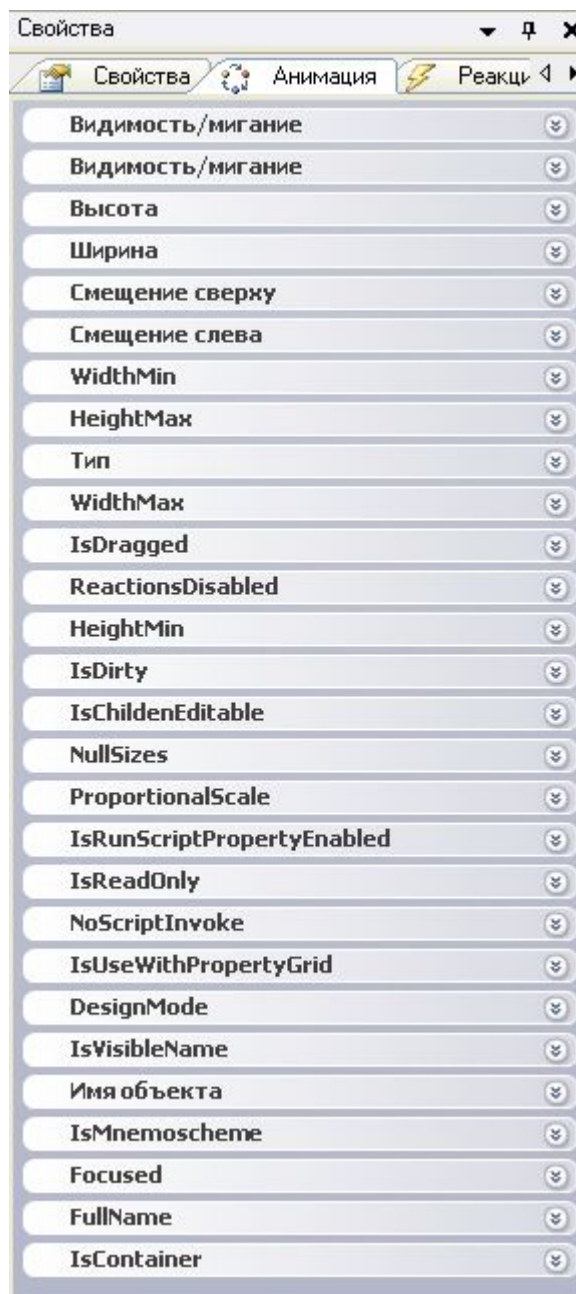 Свойства
Свойства Анимация Реакци
Видимость/мигание
Видимость/мигание
Высота
Ширина
Смещение сверху
Смещение слева
WidthMin
HeightMax
Тип
WidthMax
IsDragged
ReactionsDisabled
HeightMin
IsDirty
IsChildenEditable
NullSizes
ProportionalScale
IsRunScriptPropertyEnabled
IsReadOnly
NoScriptInvoke
IsUseWithPropertyGrid
DesignMode
IsVisibleName
Имя объекта
IsMnemoscheme
Focused
FullName
IsContainer